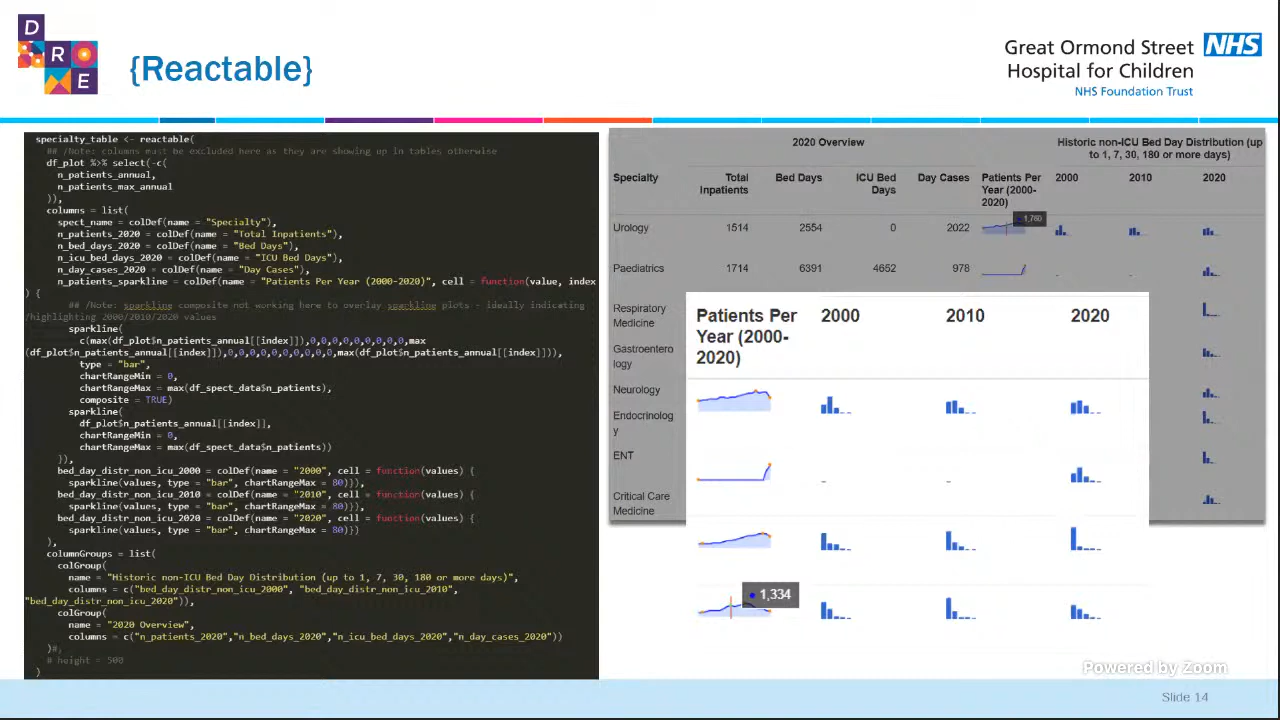 D
R
E
{Reactable}
Great Ormond Street
Hospital for Children
NHS Foundation Trust
NHS
specialty_table <- reactable(
## /Note: columns must be excluded here as they are showing up in tables otherwise
df_plot %>% select(-c(
n_patients_annual,
n_patients_max_annual
)),
columns = list(
spect_name = colDef(name = "Specialty"),
n_patients_2020 = colDef(name = "Total Inpatients"),
n_bed_days_2020 = colDef(name = "Bed Days"),
n_icu_bed_days_2020 = colDef(name = "ICU Bed Days"),
n_day_cases_2020 = colDef(name = "Day Cases"),
n_patients_sparkline = colDef(name = "Patients Per Year (2000-2020)", cell = function(value, index
) {
## /Note: sparkline composite not working here to overlay sparkline plots - ideally indicating
/highlighting 2000/2010/2020 values
sparkline(
c(max(df_plot$n_patients_annual[[index]]),0,0,0,0,0,0,0,0,0,max
(df_plot$n_patients_annual[[index]]),0,0,0,0,0,0,0,0,0,max(df_plot$n_patients_annual[[index]])),
type = "bar",
chartRangeMin = 0,
chartRangeMax = max(df_spect_data$n_patients),
composite = TRUE)
sparkline(
df_plot$n_patients_annual[[index]],
chartRangeMin = 0,
chartRangeMax = max(df_spect_data$n_patients))
}),
bed_day_distr_non_icu_2000 = colDef(name = "2000", cell = function(values) {
sparkline(values, type = "bar", chartRangeMax = 80)}),
bed_day_distr_non_icu_2010 = colDef(name = "2010", cell = function(values) {
sparkline(values, type = "bar", chartRangeMax = 80)}),
bed_day_distr_non_icu_2020 = colDef(name = "2020", cell = function(values) {
sparkline(values, type = "bar", chartRangeMax = 80)})
),
columnGroups = list(
colGroup(
name = "Historic non-ICU Bed Day Distribution (up to 1, 7, 30, 180 or more days)",
columns = c("bed_day_distr_non_icu_2000", "bed_day_distr_non_icu_2010",
"bed_day_distr_non_icu_2020")),
colGroup(
name = "2020 Overview",
columns = c("n_patients_2020","n_bed_days_2020","n_icu_bed_days_2020","n_day_cases_2020"))
)#,
# height = 500
)
2020 Overview
Historic non-ICU Bed Day Distribution (up
to 1, 7, 30, 180 or more days)
Specialty Total Inpatients Bed Days ICU Bed Days Day Cases Patients Per Year (2000-2020) 2000 2010 2020
1,760
Urology 1514 2554 0 2022
Paediatrics 1714 6391 4652 978
Respiratory
Medicine
Gastroentero
logy
Neurology
Endocrinolog
y
ENT
Critical Care
Medicine
Patients Per
Year (2000-
2020)
2000 2010 2020
1,334
Powered by Zoom
Slide 14